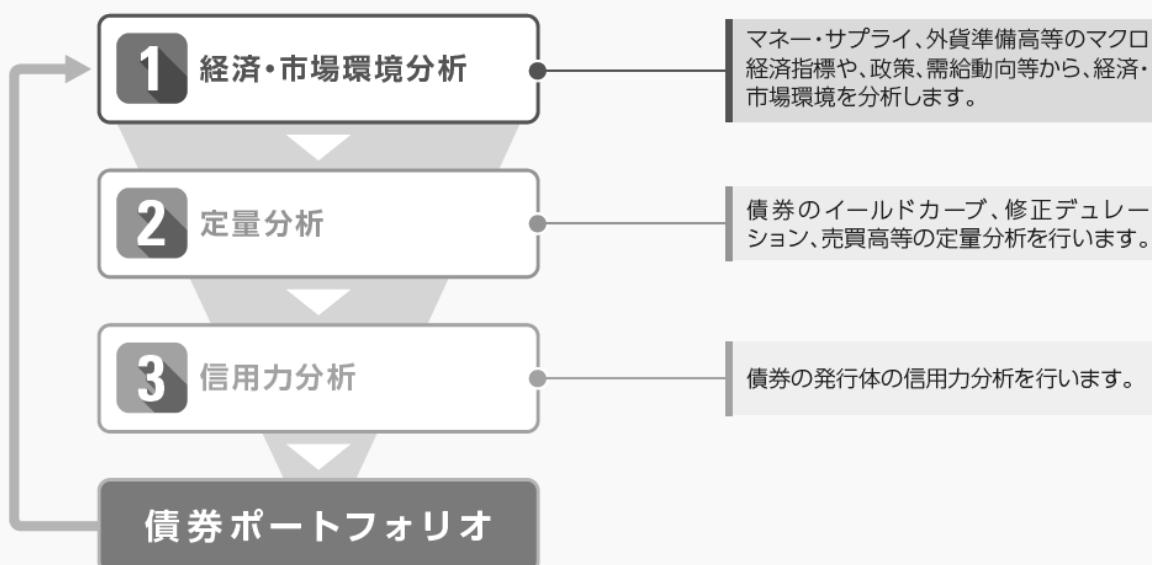 1 経済・市場環境分析
マネー・サプライ、外貨準備高等のマクロ
経済指標や、政策、需給動向等から、経済・
市場環境を分析します。
2 定量分析
債券のイールドカーブ、修正デュレー
ション、売買高等の定量分析を行います。
3 信用力分析
債券の発行体の信用力分析を行います。
債券ポートフォリオ